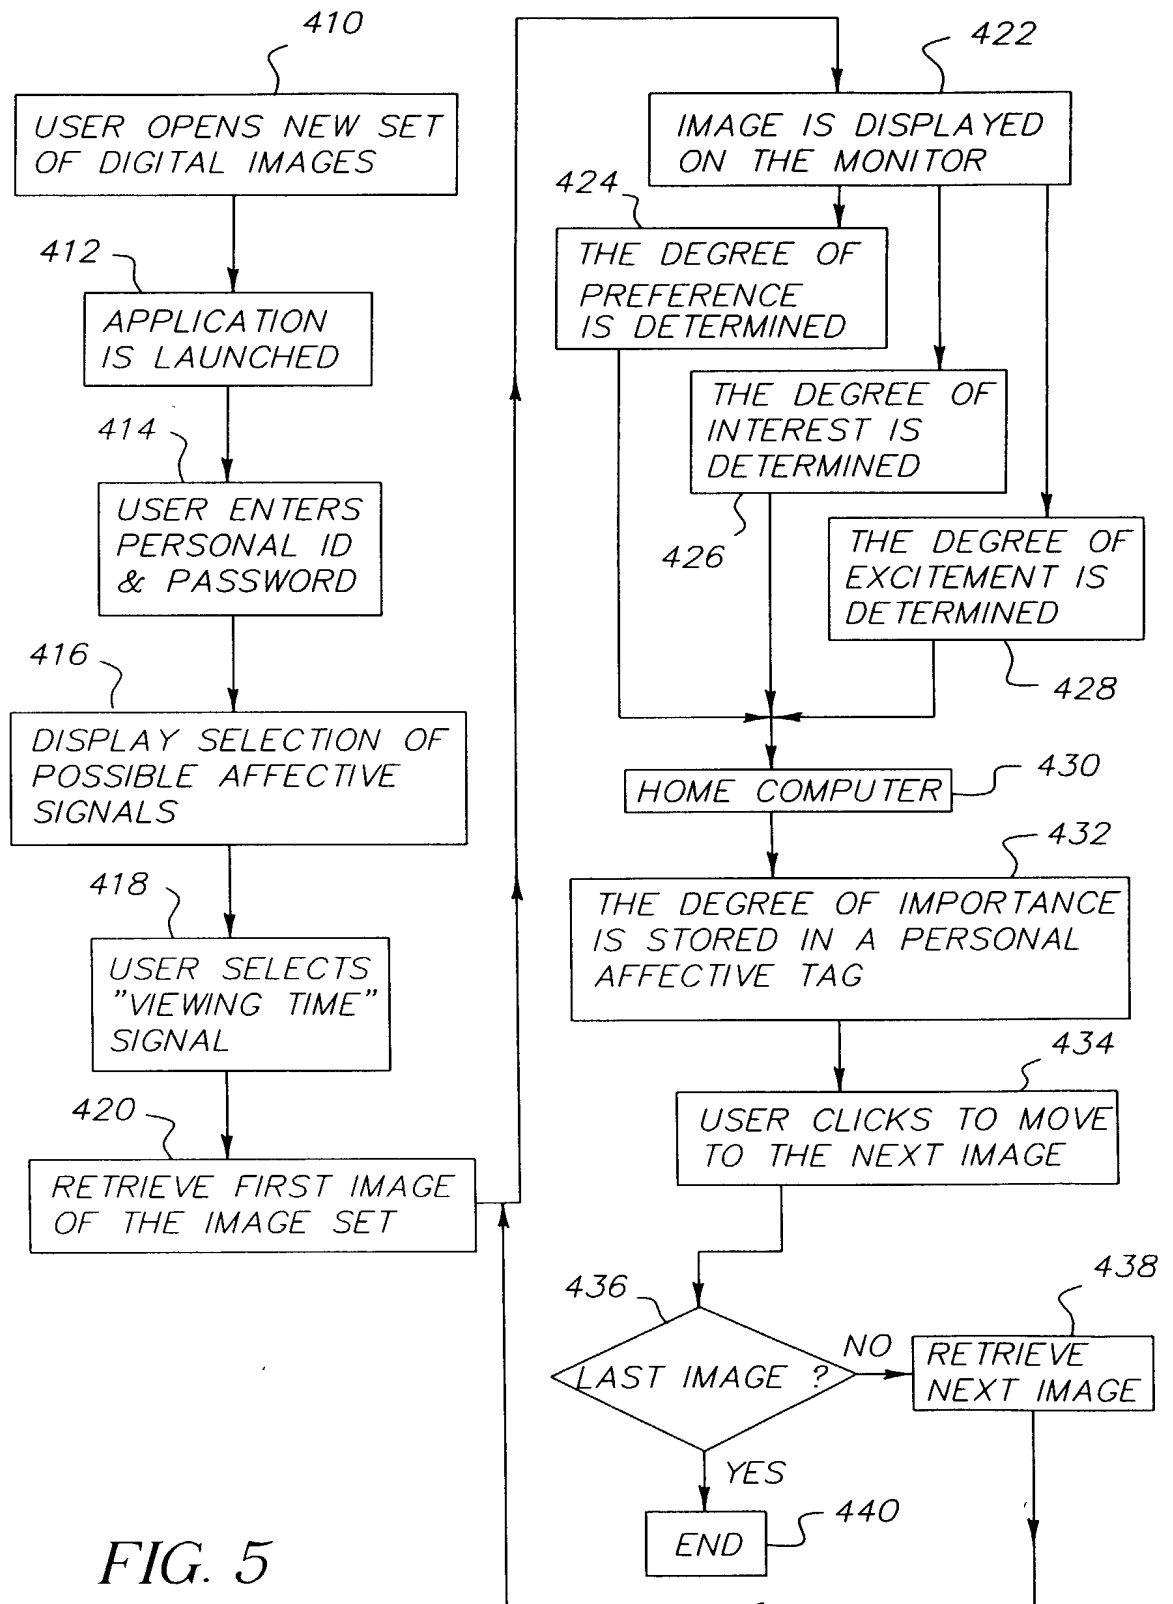 410
USER OPENS NEW SET
OF DIGITAL IMAGES
412
APPLICATION
IS LAUNCHED
414
USER ENTERS
PERSONAL ID
& PASSWORD
416
DISPLAY SELECTION OF
POSSIBLE AFFECTIVE
SIGNALS
418
USER SELECTS
"VIEWING TIME"
SIGNAL
420
RETRIEVE FIRST IMAGE
OF THE IMAGE SET
422
IMAGE IS DISPLAYED
ON THE MONITOR
424
THE DEGREE OF
PREFERENCE
IS DETERMINED
THE DEGREE OF
INTEREST IS
DETERMINED
426
THE DEGREE OF
EXCITEMENT IS
DETERMINED
428
HOME COMPUTER
430
432
THE DEGREE OF IMPORTANCE
IS STORED IN A PERSONAL
AFFECTIVE TAG
434
USER CLICKS TO MOVE
TO THE NEXT IMAGE
436
LAST IMAGE ?
NO
438
RETRIEVE
NEXT IMAGE
YES
END
440
FIG. 5